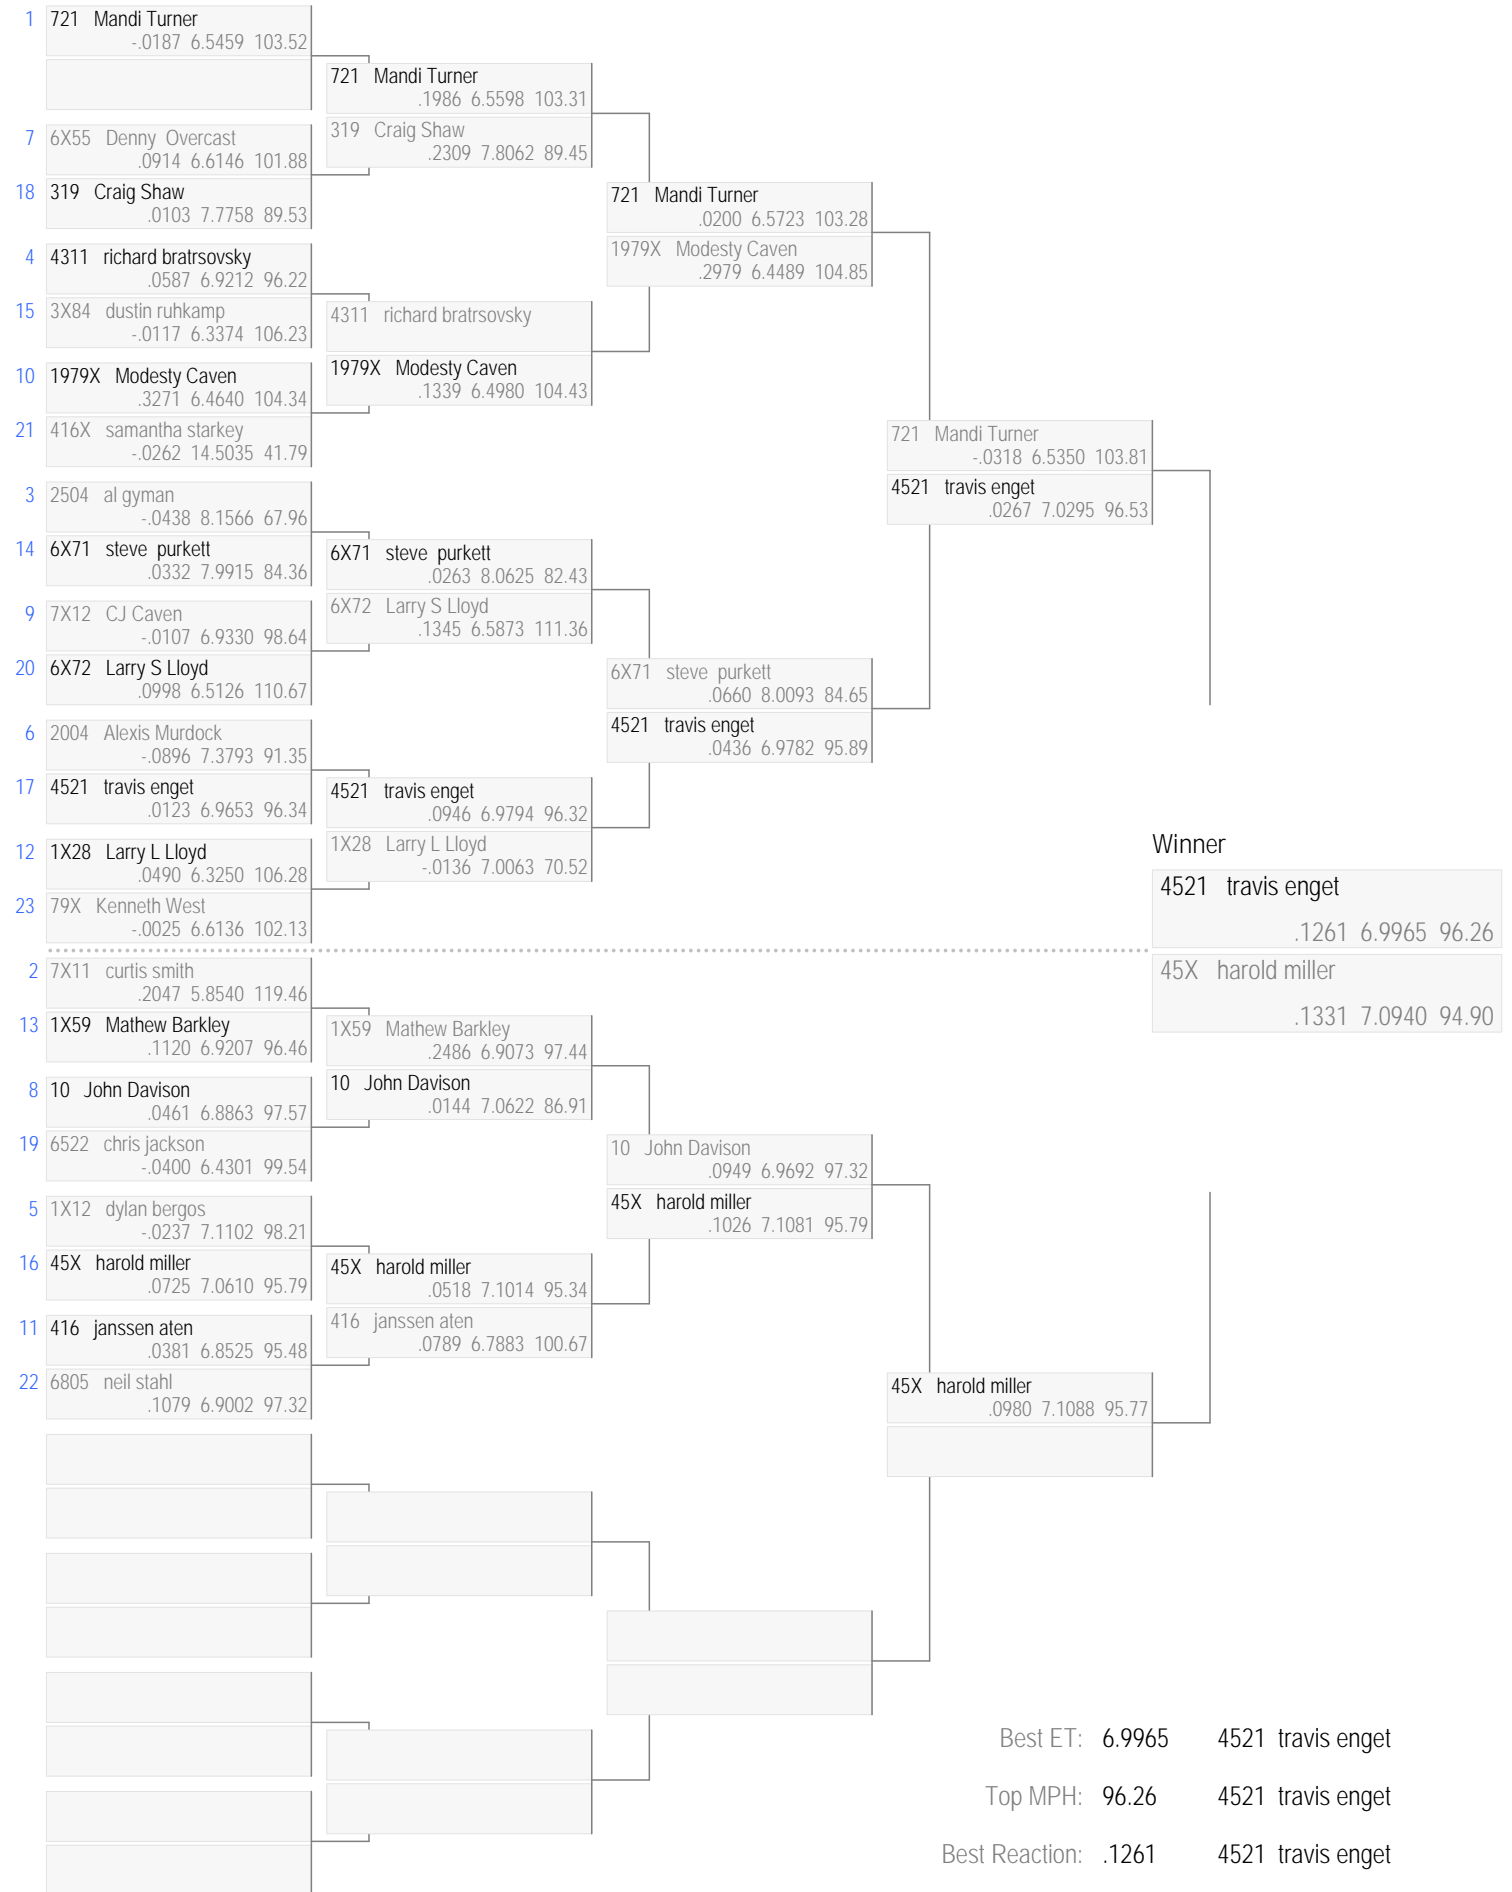 1 721 Mandi Turner
-.0187 6.5459 103.52
7 6X55 Denny Overcast
.0914 6.6146 101.88
18 319 Craig Shaw
.0103 7.7758 89.53
4 4311 richard bratrsovsky
.0587 6.9212 96.22
15 3X84 dustin ruhkamp
-.0117 6.3374 106.23
10 1979X Modesty Caven
.3271 6.4640 104.34
21 416X samantha starkey
-.0262 14.5035 41.79
3 2504 al gyman
-.0438 8.1566 67.96
14 6X71 steve purkett
.0332 7.9915 84.36
9 7X12 CJ Caven
-.0107 6.9330 98.64
20 6X72 Larry S Lloyd
.0998 6.5126 110.67
6 2004 Alexis Murdock
-.0896 7.3793 91.35
17 4521 travis enget
.0123 6.9653 96.34
12 1X28 Larry L Lloyd
.0490 6.3250 106.28
23 79X Kenneth West
-.0025 6.6136 102.13
2 7X11 curtis smith
.2047 5.8540 119.46
13 1X59 Mathew Barkley
.1120 6.9207 96.46
8 10 John Davison
.0461 6.8863 97.57
19 6522 chris jackson
-.0400 6.4301 99.54
5 1X12 dylan bergos
-.0237 7.1102 98.21
16 45X harold miller
.0725 7.0610 95.79
11 416 janssen aten
.0381 6.8525 95.48
22 6805 neil stahl
.1079 6.9002 97.32
721 Mandi Turner
.1986 6.5598 103.31
319 Craig Shaw
.2309 7.8062 89.45
4311 richard bratrsovsky
1979X Modesty Caven
.1339 6.4980 104.43
6X71 steve purkett
.0263 8.0625 82.43
6X72 Larry S Lloyd
.1345 6.5873 111.36
4521 travis enget
.0946 6.9794 96.32
1X28 Larry L Lloyd
-.0136 7.0063 70.52
1X59 Mathew Barkley
.2486 6.9073 97.44
10 John Davison
.0144 7.0622 86.91
45X harold miller
.0518 7.1014 95.34
416 janssen aten
.0789 6.7883 100.67
721 Mandi Turner
.0200 6.5723 103.28
1979X Modesty Caven
.2979 6.4489 104.85
6X71 steve purkett
.0660 8.0093 84.65
4521 travis enget
.0436 6.9782 95.89
10 John Davison
.0949 6.9692 97.32
45X harold miller
.1026 7.1081 95.79
721 Mandi Turner
-.0318 6.5350 103.81
4521 travis enget
.0267 7.0295 96.53
45X harold miller
.0980 7.1088 95.77
Winner
4521 travis enget
.1261 6.9965 96.26
45X harold miller
.1331 7.0940 94.90
Best ET: 6.9965 4521 travis enget
Top MPH: 96.26 4521 travis enget
Best Reaction: .1261 4521 travis enget